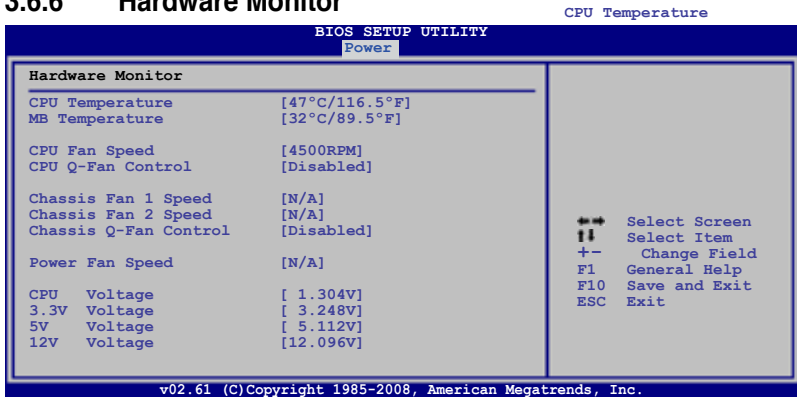 3.6.6 Hardware Monitor
CPU Temperature
BIOS SETUP UTILITY
Power
Hardware Monitor
CPU Temperature [47°C/116.5°F]
MB Temperature [32°C/89.5°F]
CPU Fan Speed [4500RPM]
CPU Q-Fan Control [Disabled]
Chassis Fan 1 Speed [N/A]
Chassis Fan 2 Speed [N/A]
Chassis Q-Fan Control [Disabled]
Power Fan Speed [N/A]
CPU Voltage [ 1.304V]
3.3V Voltage [ 3.248V]
5V Voltage [ 5.112V]
12V Voltage [12.096V]
←→ Select Screen
↑↓ Select Item
+- Change Field
F1 General Help
F10 Save and Exit
ESC Exit
v02.61 (C)Copyright 1985-2008, American Megatrends, Inc.